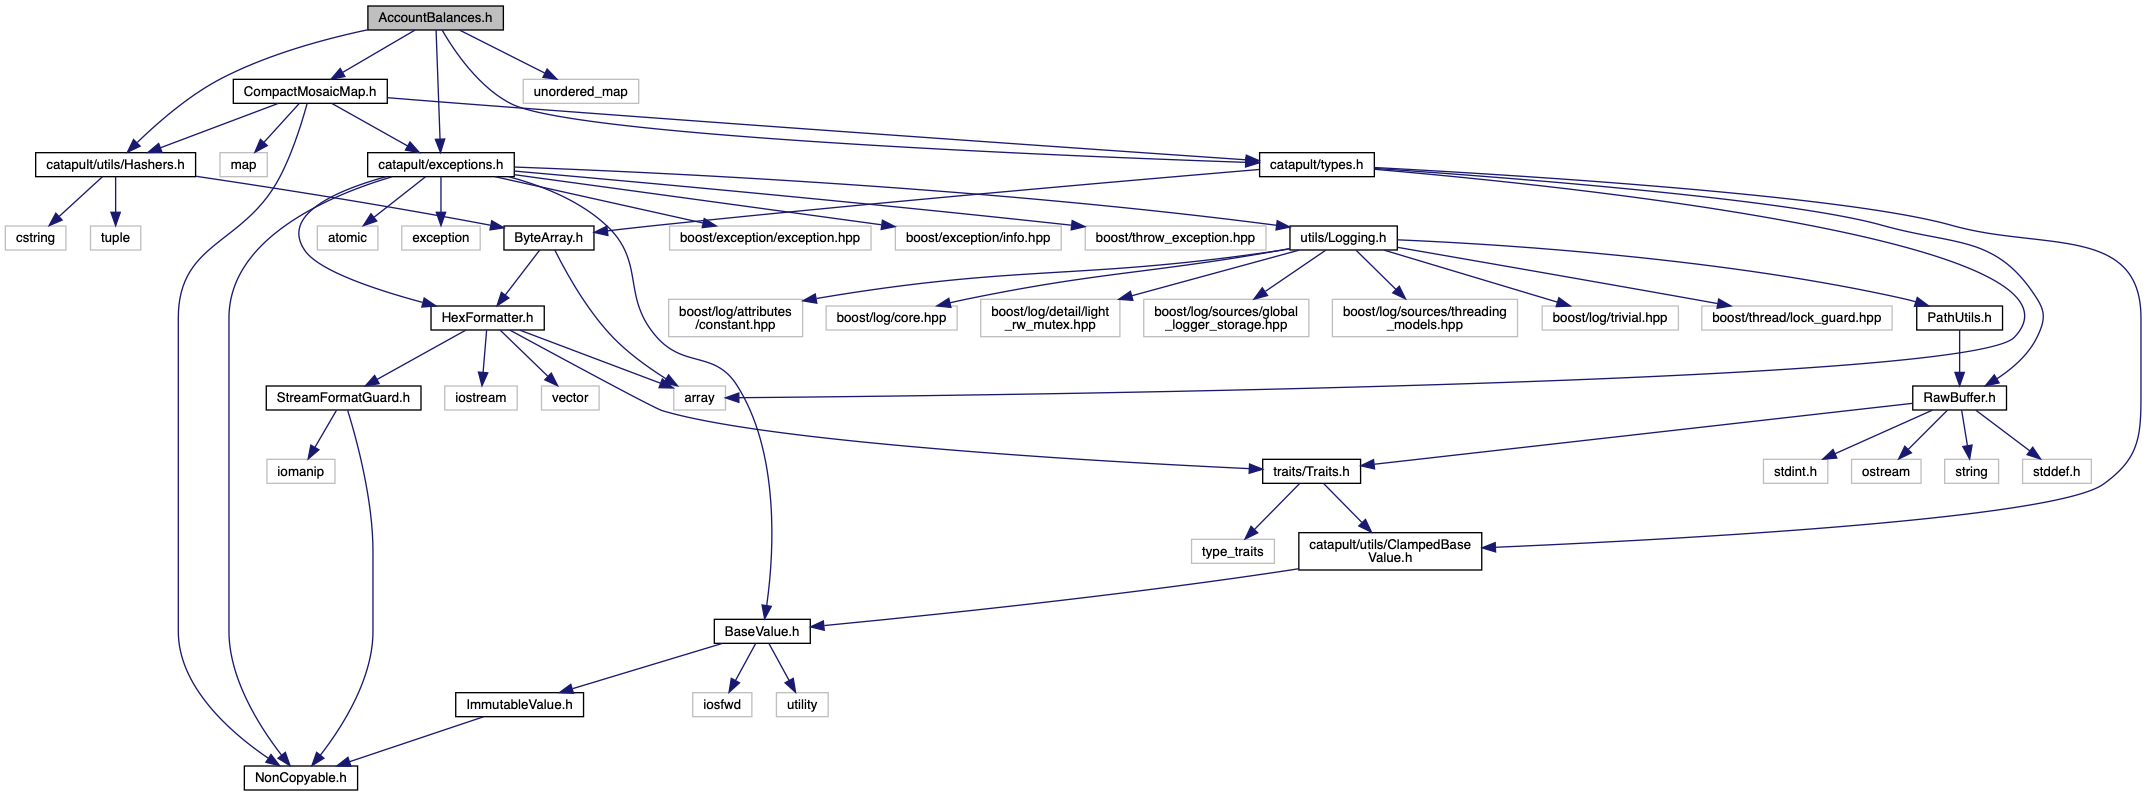 AccountBalances.h
CompactMosaicMap.h
unordered_map
catapult/utils/Hashers.h
map
catapult/exceptions.h
catapult/types.h
cstring
tuple
atomic
exception
ByteArray.h
boost/exception/exception.hpp
boost/exception/info.hpp
boost/throw_exception.hpp
utils/Logging.h
HexFormatter.h
boost/log/attributes
/constant.hpp
boost/log/core.hpp
boost/log/detail/light
_rw_mutex.hpp
boost/log/sources/global
_logger_storage.hpp
boost/log/sources/threading
_models.hpp
boost/log/trivial.hpp
boost/thread/lock_guard.hpp
PathUtils.h
StreamFormatGuard.h
iostream
vector
array
RawBuffer.h
iomanip
traits/Traits.h
stdint.h
ostream
string
stddef.h
type_traits
catapult/utils/ClampedBase
Value.h
BaseValue.h
ImmutableValue.h
iosfwd
utility
NonCopyable.h